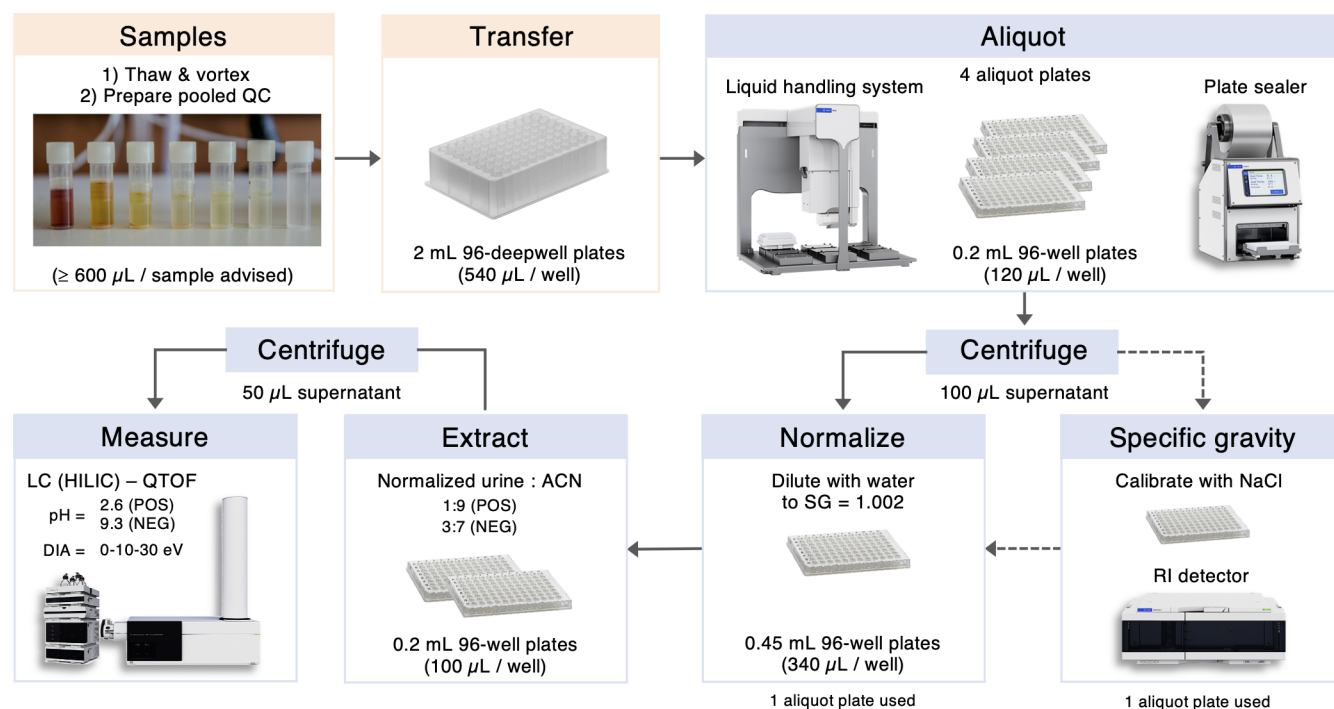 Samples
1) Thaw & vortex
2) Prepare pooled QC
(≥ 600 µL / sample advised)
Transfer
2 mL 96-deepwell plates
(540 µL / well)
Aliquot
Liquid handling system
4 aliquot plates
Plate sealer
0.2 mL 96-well plates
(120 µL / well)
Centrifuge
50 µL supernatant
Centrifuge
100 µL supernatant
Measure
LC (HILIC) – QTOF
pH = 2.6 (POS)
9.3 (NEG)
DIA = 0-10-30 eV
Extract
Normalized urine : ACN
1:9 (POS)
3:7 (NEG)
0.2 mL 96-well plates
(100 µL / well)
Normalize
Dilute with water
to SG = 1.002
0.45 mL 96-well plates
(340 µL / well)
1 aliquot plate used
Specific gravity
Calibrate with NaCl
RI detector
1 aliquot plate used